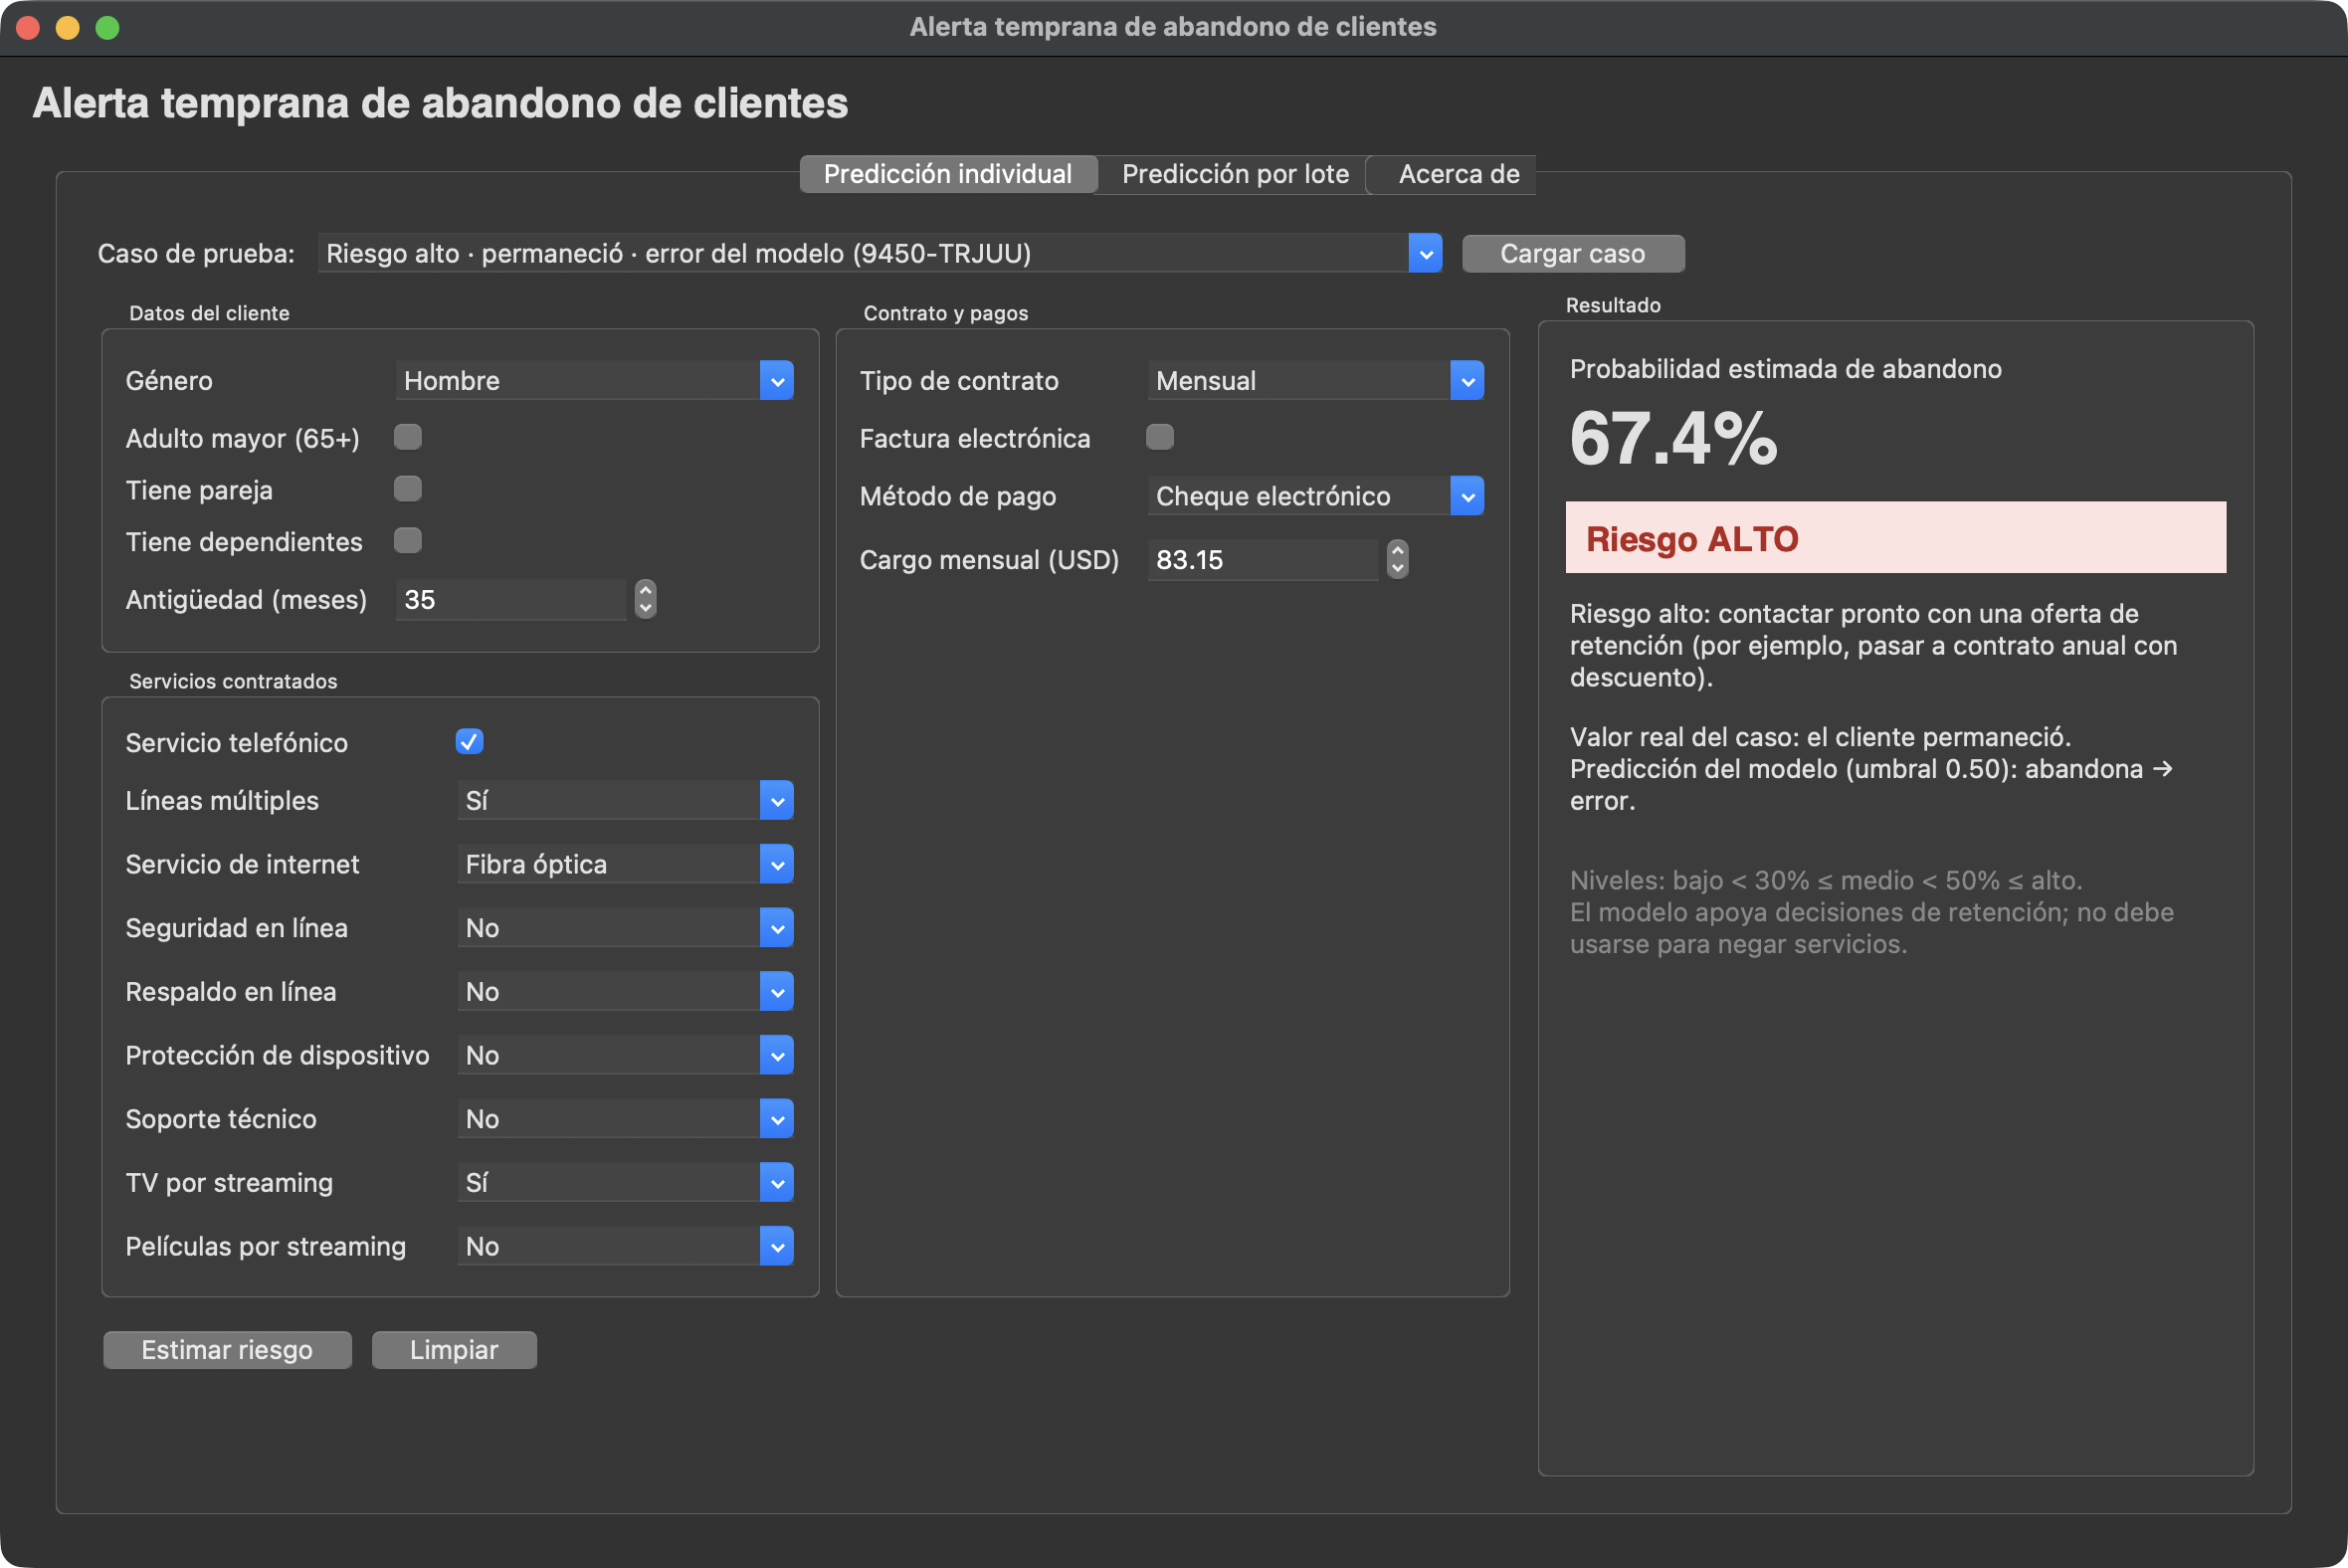 Alerta temprana de abandono de clientes
Alerta temprana de abandono de clientes
Predicción individual
Predicción por lote
Acerca de
Caso de prueba:
Riesgo alto · permaneció · error del modelo (9450-TRJUU)
Cargar caso
Datos del cliente
Género
Hombre
Adulto mayor (65+)
Tiene pareja
Tiene dependientes
Antigüedad (meses)
35
Servicios contratados
Servicio telefónico
Líneas múltiples
Sí
Servicio de internet
Fibra óptica
Seguridad en línea
No
Respaldo en línea
No
Protección de dispositivo
No
Soporte técnico
No
TV por streaming
Sí
Películas por streaming
No
Contrato y pagos
Tipo de contrato
Mensual
Factura electrónica
Método de pago
Cheque electrónico
Cargo mensual (USD)
83.15
Resultado
Probabilidad estimada de abandono
67.4%
Riesgo ALTO
Riesgo alto: contactar pronto con una oferta de
retención (por ejemplo, pasar a contrato anual con
descuento).
Valor real del caso: el cliente permaneció.
Predicción del modelo (umbral 0.50): abandona →
error.
Niveles: bajo < 30% ≤ medio < 50% ≤ alto.
El modelo apoya decisiones de retención; no debe
usarse para negar servicios.
Estimar riesgo
Limpiar